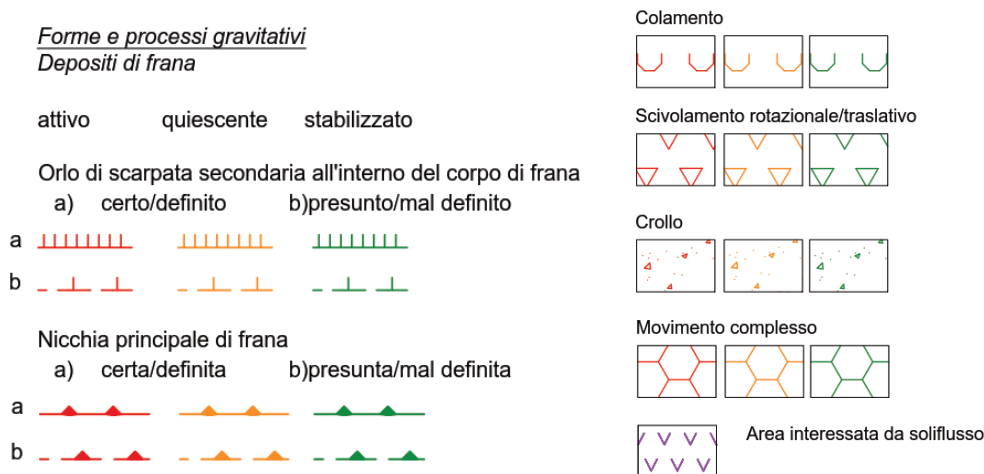 Forme e processi gravitativi
Depositi di frana
attivo quiescente stabilizzato
Orlo di scarpata secondaria all'interno del corpo di frana
a) certo/definito b)presunto/mal definito
a
b
Nicchia principale di frana
a) certa/definita b)presunta/mal definita
a
b
Colamento
Scivolamento rotazionale/traslativo
Crollo
Movimento complesso
Area interessata da soliflusso